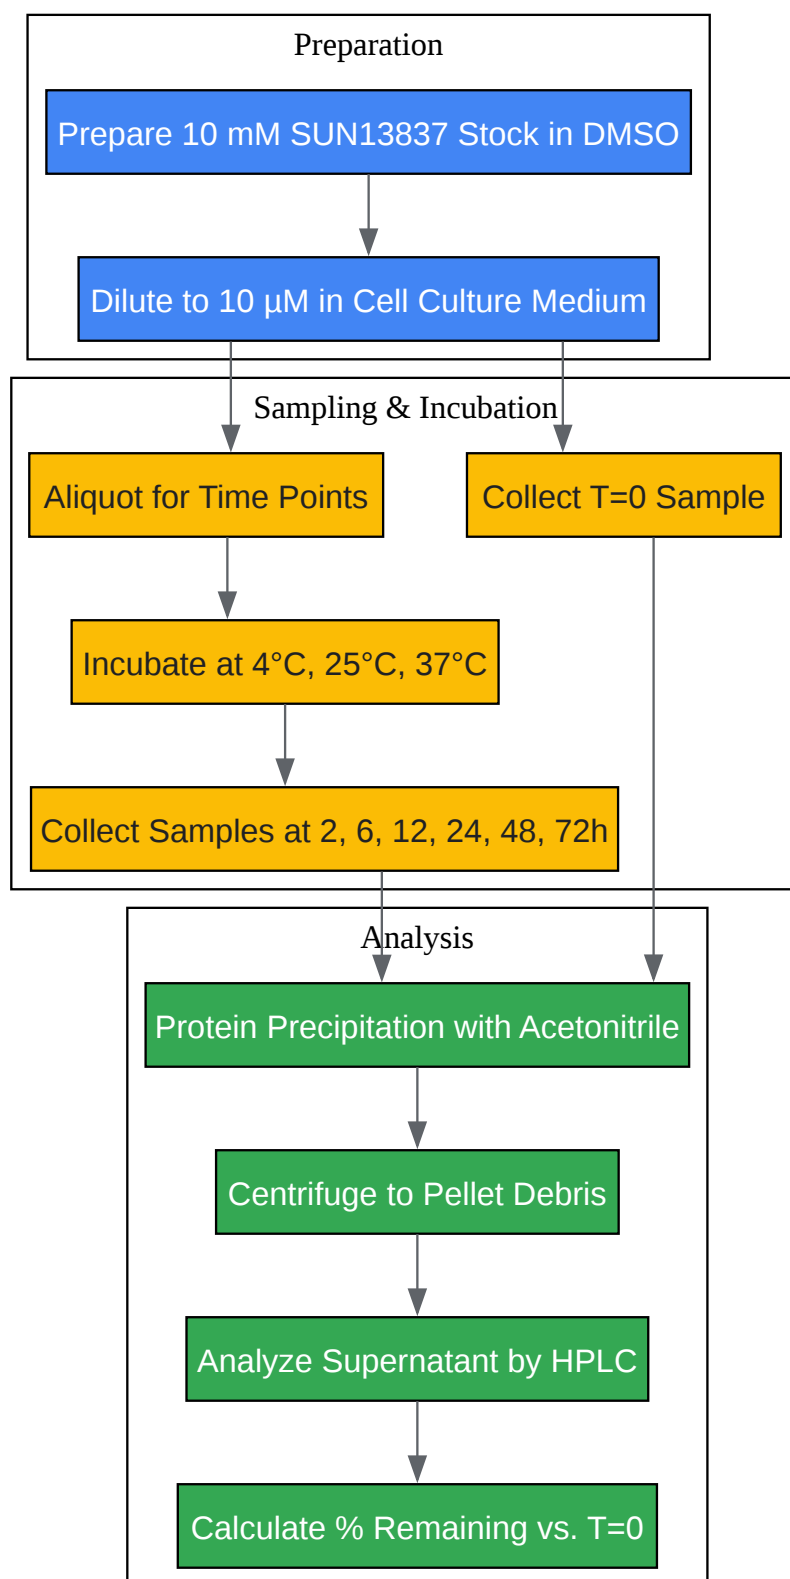 Preparation
Prepare 10 mM SUN13837 Stock in DMSO
Dilute to 10 µM in Cell Culture Medium
Sampling & Incubation
Aliquot for Time Points
Collect T=0 Sample
Incubate at 4°C, 25°C, 37°C
Collect Samples at 2, 6, 12, 24, 48, 72h
Analysis
Protein Precipitation with Acetonitrile
Centrifuge to Pellet Debris
Analyze Supernatant by HPLC
Calculate % Remaining vs. T=0